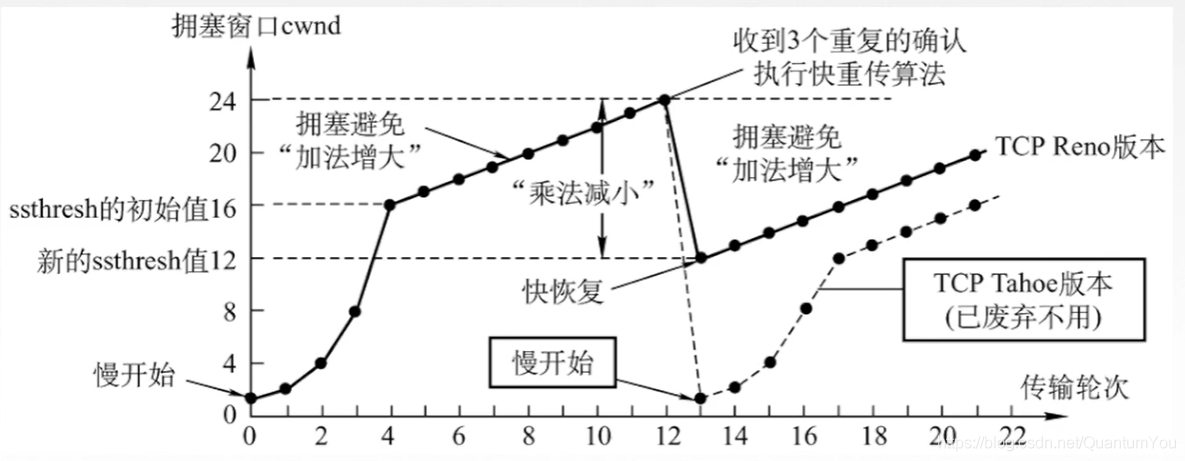 拥塞窗口cwnd
收到3个重复的确认
执行快重传算法
24
拥塞避免
“加法增大”
拥塞避免
“加法增大”
20
TCP Reno版本
“乘法减小”
ssthresh的初始值16
新的ssthresh值12
快恢复
TCP Tahoe版本
(已废弃不用)
8
慢开始
4
慢开始
传输轮次
0
0 2 4 6 8 10 12 14 16 18 20 22
https://blog.csdn.net/QuantumYou